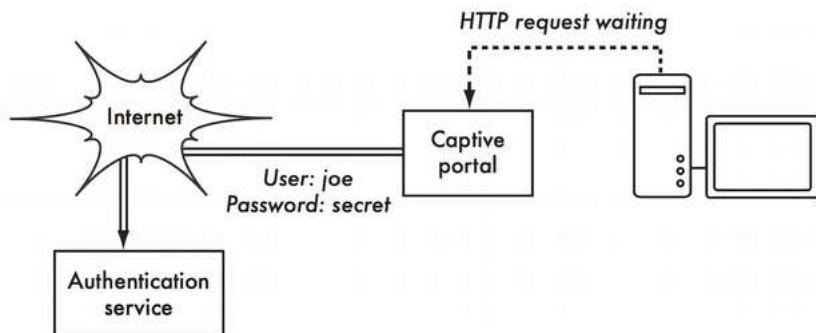 HTTP request waiting
Internet
Captive
portal
User: joe
Password: secret
Authentication
service